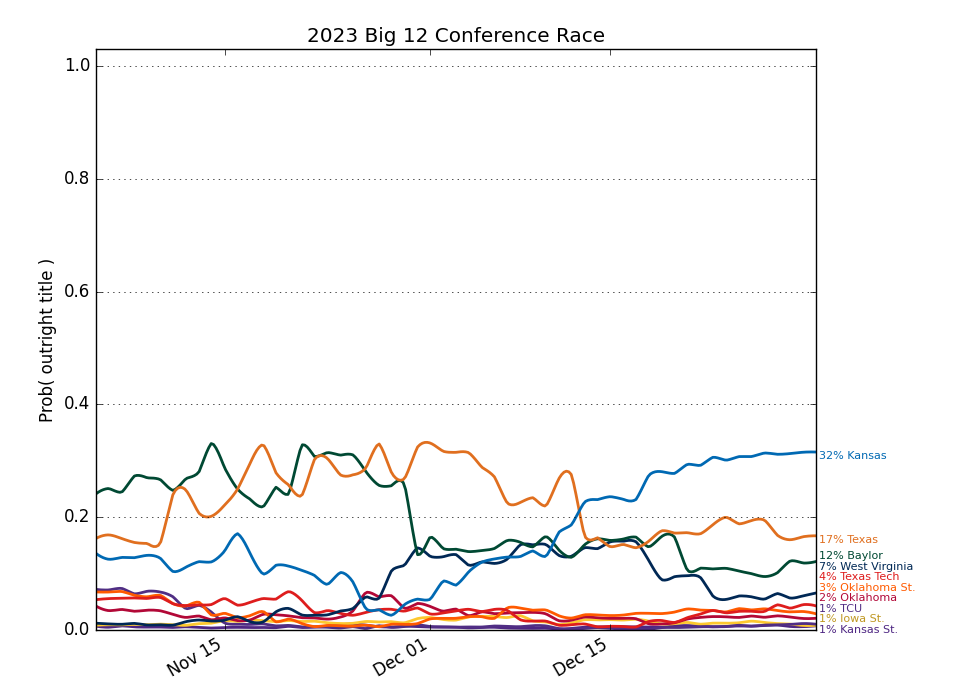 2023 Big 12 Conference Race
1.0
0.8
0.6
0.4
0.2
0.0
Prob( outright title )
Nov 15
Dec 01
Dec 15
32% Kansas
17% Texas
12% Baylor
7% West Virginia
4% Texas Tech
3% Oklahoma St.
2% Oklahoma
1% TCU
1% Iowa St.
1% Kansas St.